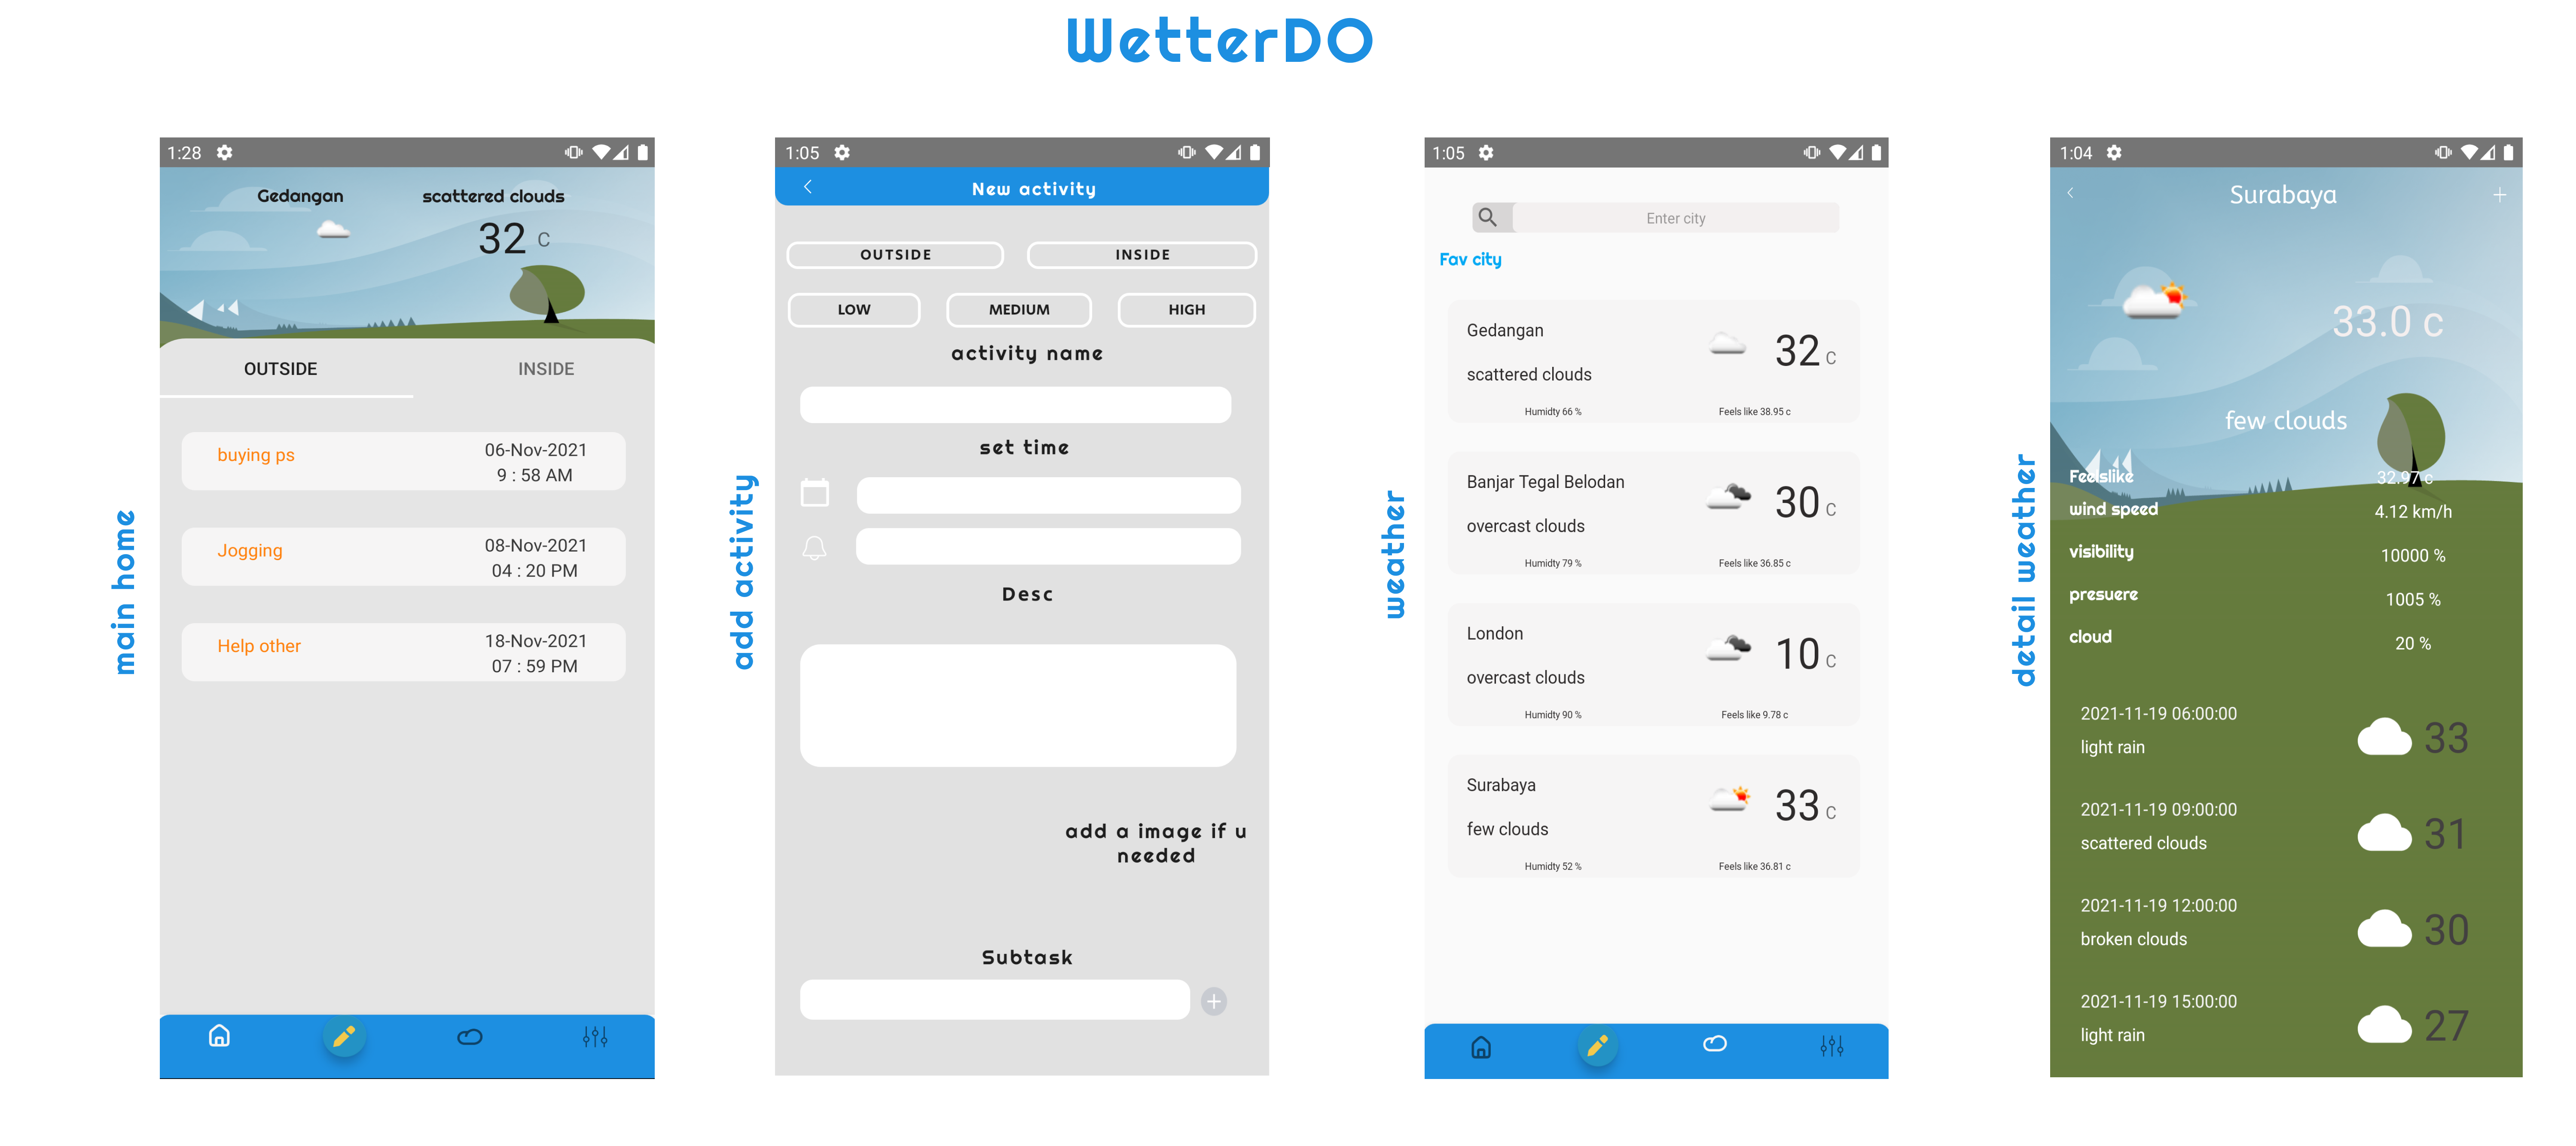 WetterDO
main home
1:28
Gedangan
scattered clouds
32 C
OUTSIDE
INSIDE
buying ps
06-Nov-2021
9 : 58 AM
Jogging
08-Nov-2021
04 : 20 PM
Help other
18-Nov-2021
07 : 59 PM
add activity
1:05
New activity
OUTSIDE
INSIDE
LOW
MEDIUM
HIGH
activity name
set time
Desc
add a image if u
needed
Subtask
weather
1:05
Enter city
Fav city
Gedangan
32 C
scattered clouds
Humidty 66 %
Feels like 38.95 c
Banjar Tegal Belodan
30 C
overcast clouds
Humidty 79 %
Feels like 36.85 c
London
10 C
overcast clouds
Humidty 90 %
Feels like 9.78 c
Surabaya
33 C
few clouds
Humidty 52 %
Feels like 36.81 c
detail weather
1:04
Surabaya
33.0 c
few clouds
Feelslike
32.97 c
wind speed
4.12 km/h
visibility
10000 %
presuere
1005 %
cloud
20 %
2021-11-19 06:00:00
light rain
33
2021-11-19 09:00:00
scattered clouds
31
2021-11-19 12:00:00
broken clouds
30
2021-11-19 15:00:00
light rain
27